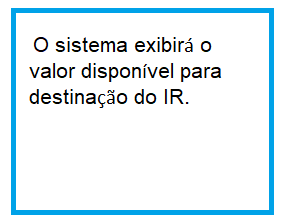 O sistema exibirá o
valor disponível para
destinação do IR.